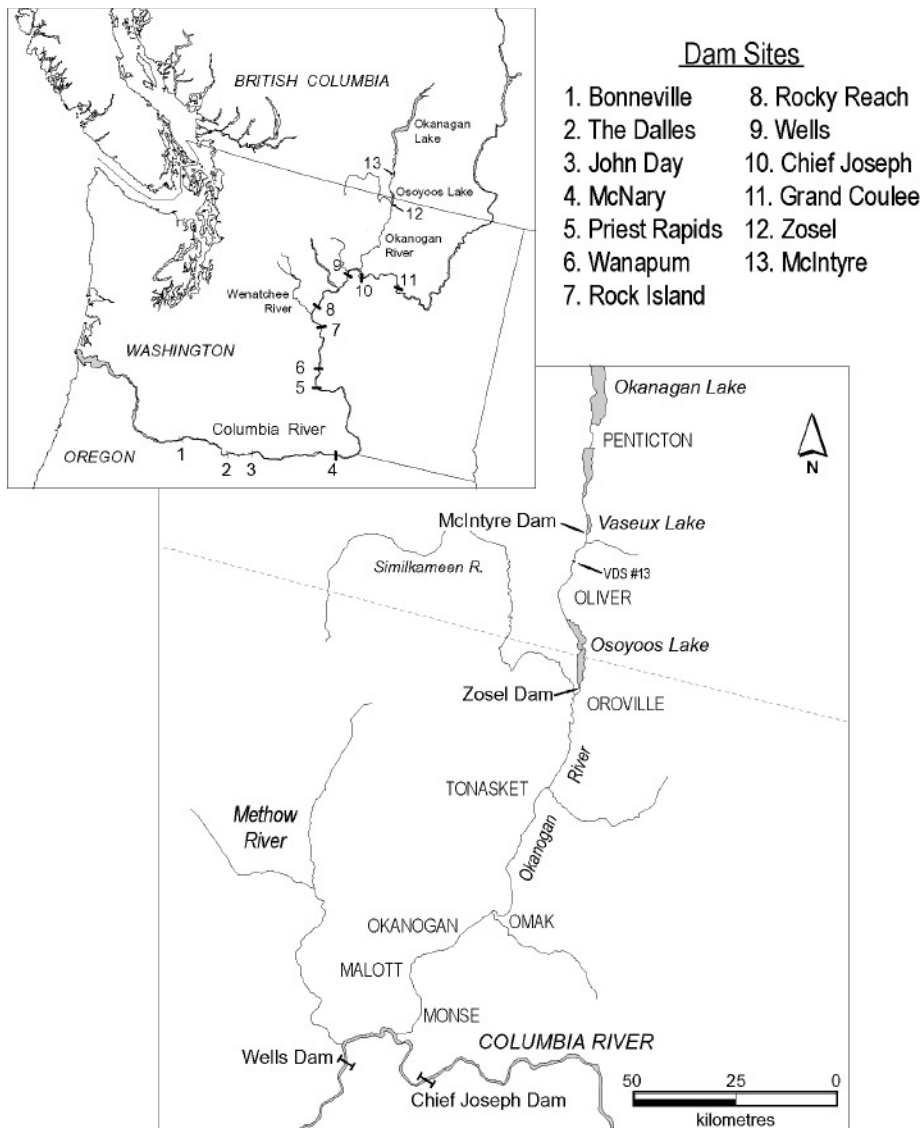 BRITISH COLUMBIA
Okanagan
Lake
13
Osoyoos Lake
12
Okanogan
River
9
10
11
Wenatchee
River
8
7
WASHINGTON
6
5
Columbia River
OREGON
1
2
3
4
Dam Sites
1. Bonneville
2. The Dalles
3. John Day
4. McNary
5. Priest Rapids
6. Wanapum
7. Rock Island
8. Rocky Reach
9. Wells
10. Chief Joseph
11. Grand Coulee
12. Zosel
13. McIntyre
Okanagan Lake
PENTICTON
N
McIntyre Dam
Vaseux Lake
Similkameen R.
VDS #13
OLIVER
Osoyoos Lake
Zosel Dam
OROVILLE
River
TONASKET
Methow
River
Okanogan
OKANOGAN
OMAK
MALOTT
MONSE
COLUMBIA RIVER
Wells Dam
Chief Joseph Dam
50 25 0
kilometres